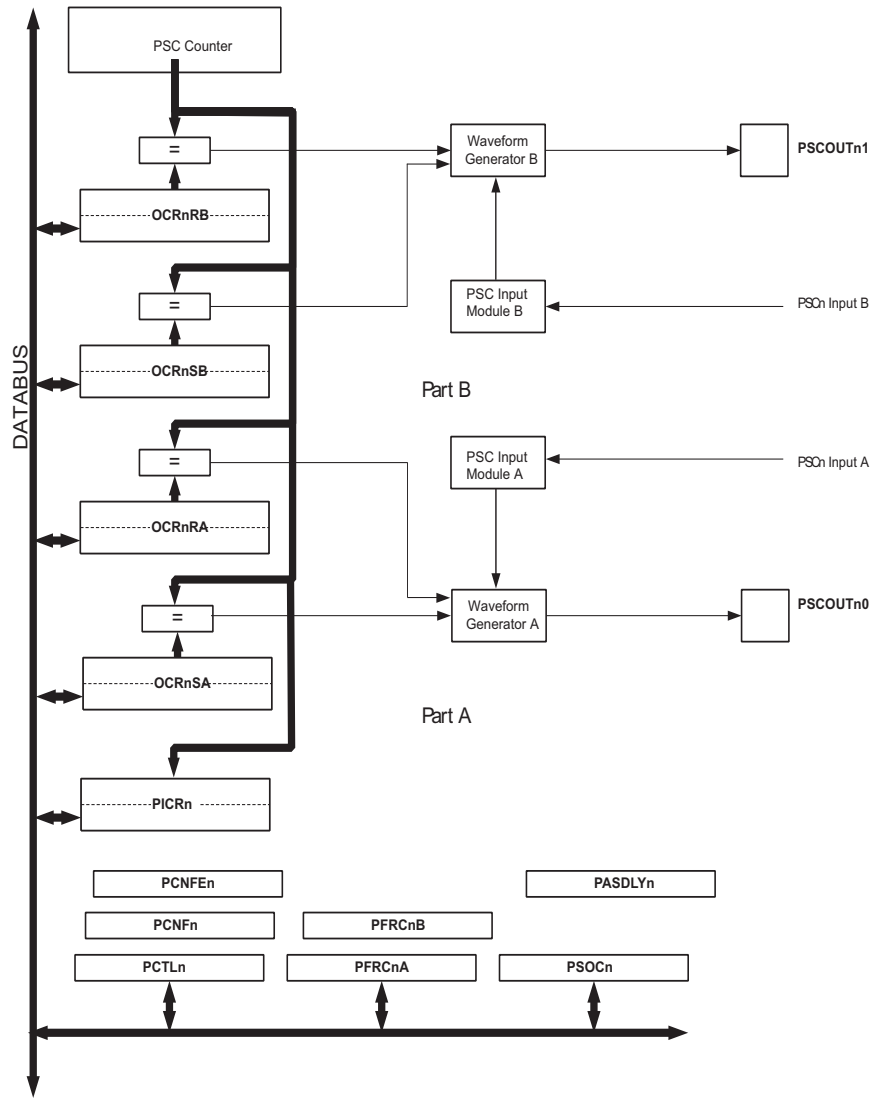 PSC Counter
=
Waveform
Generator B
PSCOUTn1
OCRnRB
=
PSC Input
Module B
PSCn Input B
OCRnSB
Part B
DATABUS
=
PSC Input
Module A
PSCn Input A
OCRnRA
=
Waveform
Generator A
PSCOUTn0
OCRnSA
Part A
PICRn
PCNFEn
PASDLYn
PCNFn
PFRCnB
PCTLn
PFRCnA
PSOCn